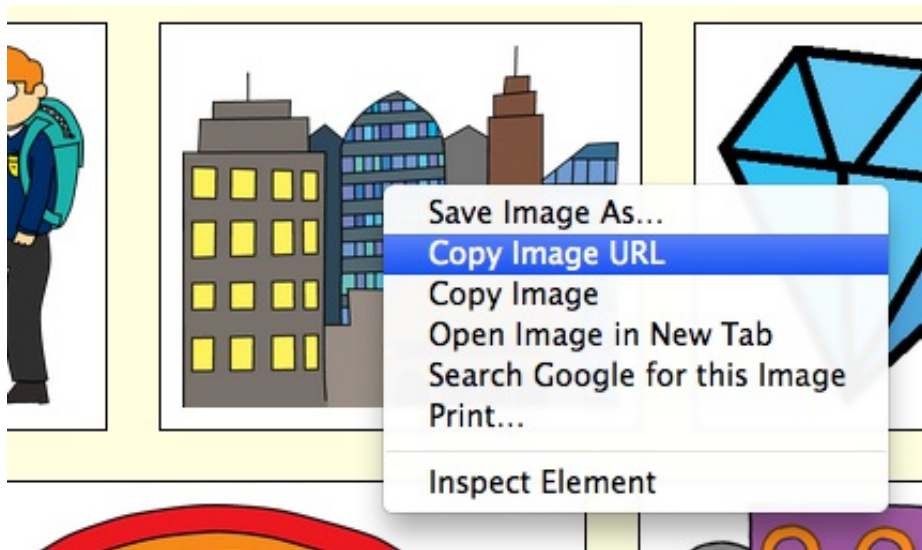 Save Image As...
Copy Image URL
Copy Image
Open Image in New Tab
Search Google for this Image
Print...
Inspect Element